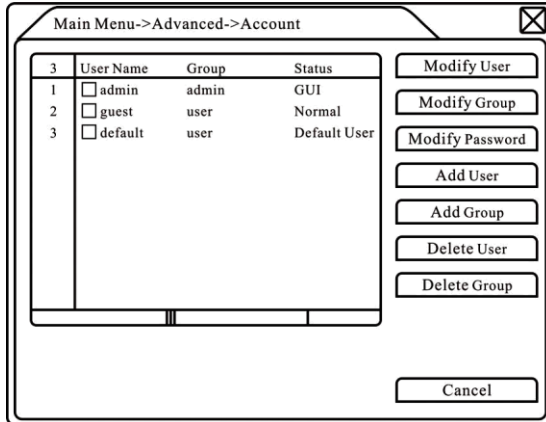 Main Menu->Advanced->Account
3 User Name Group Status
1 admin admin GUI
2 guest user Normal
3 default user Default User
Modify User
Modify Group
Modify Password
Add User
Add Group
Delete User
Delete Group
Cancel